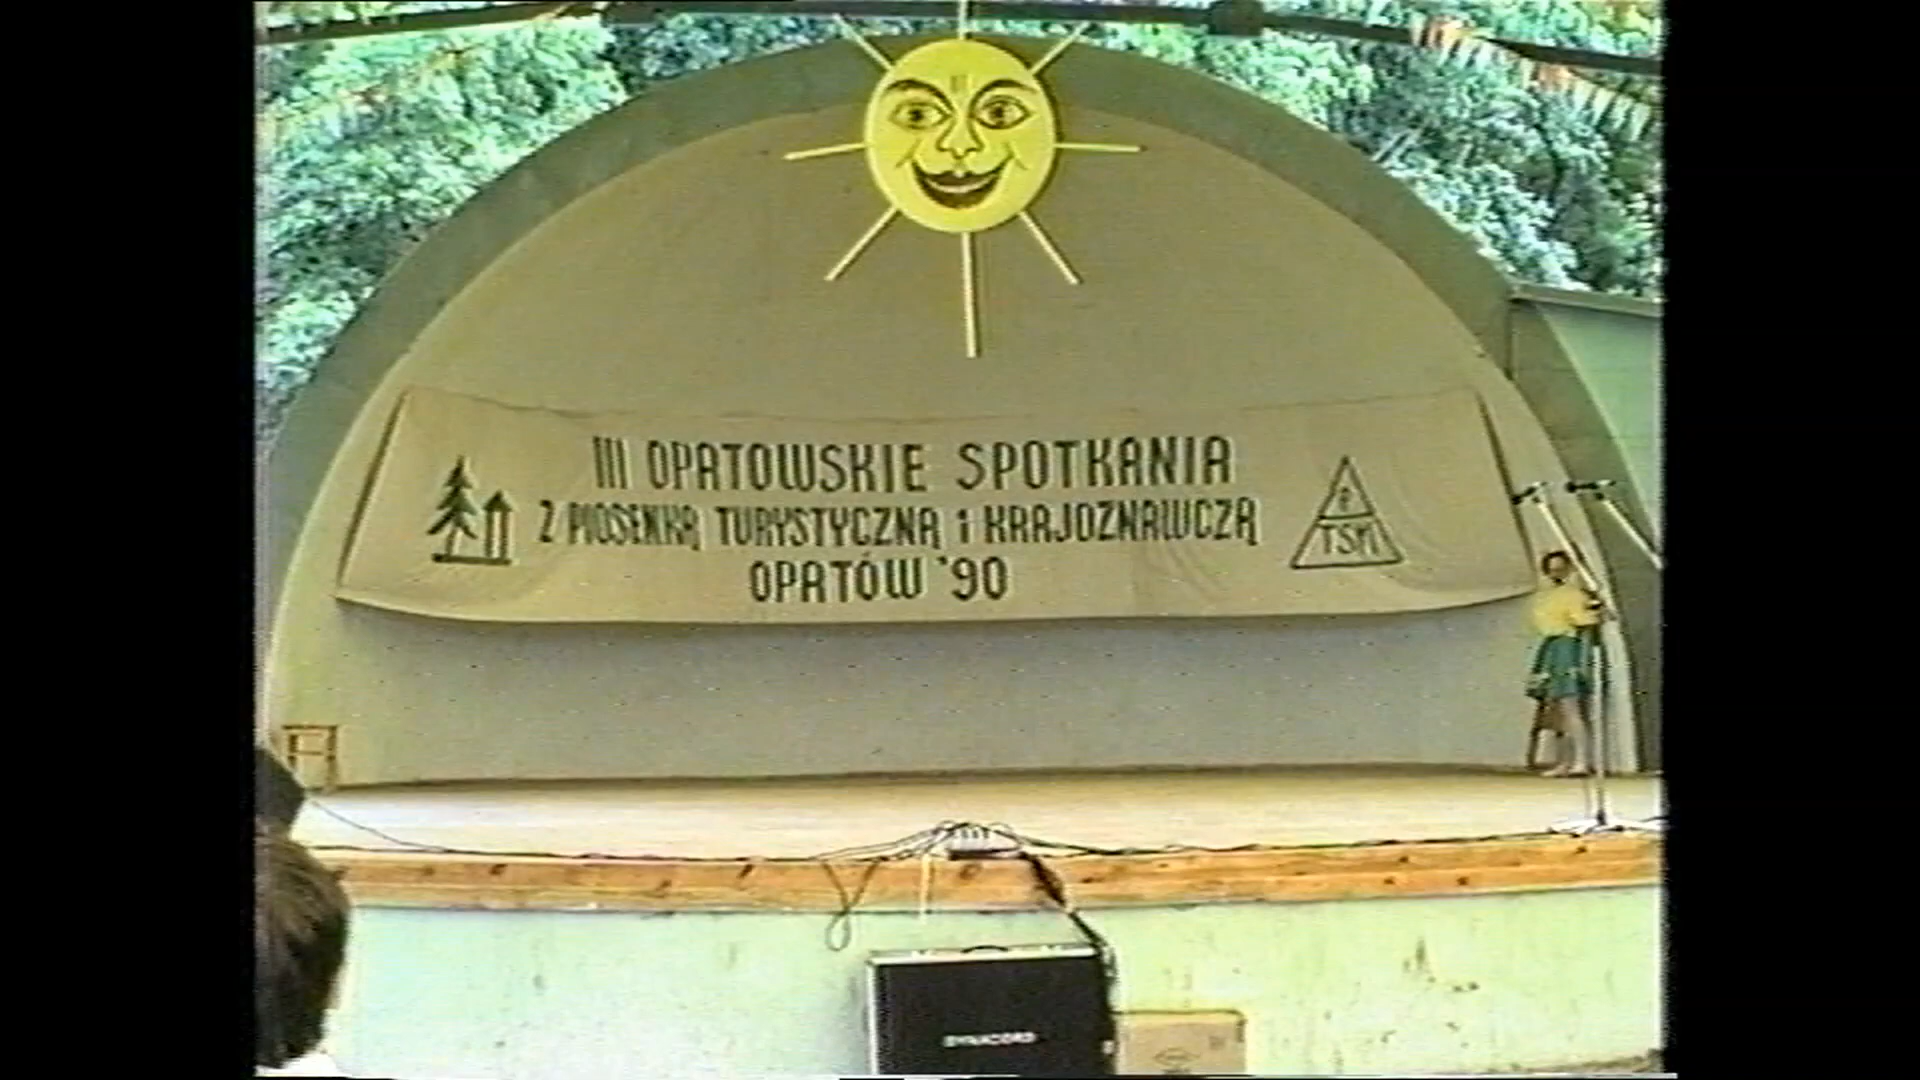 III OPATOWSKIE SPOTKANIA
Z PIOSENKĄ TURYSTYCZNĄ i KRAJOZNAWCZĄ
OPATÓW '90
TSM
DYNACORD